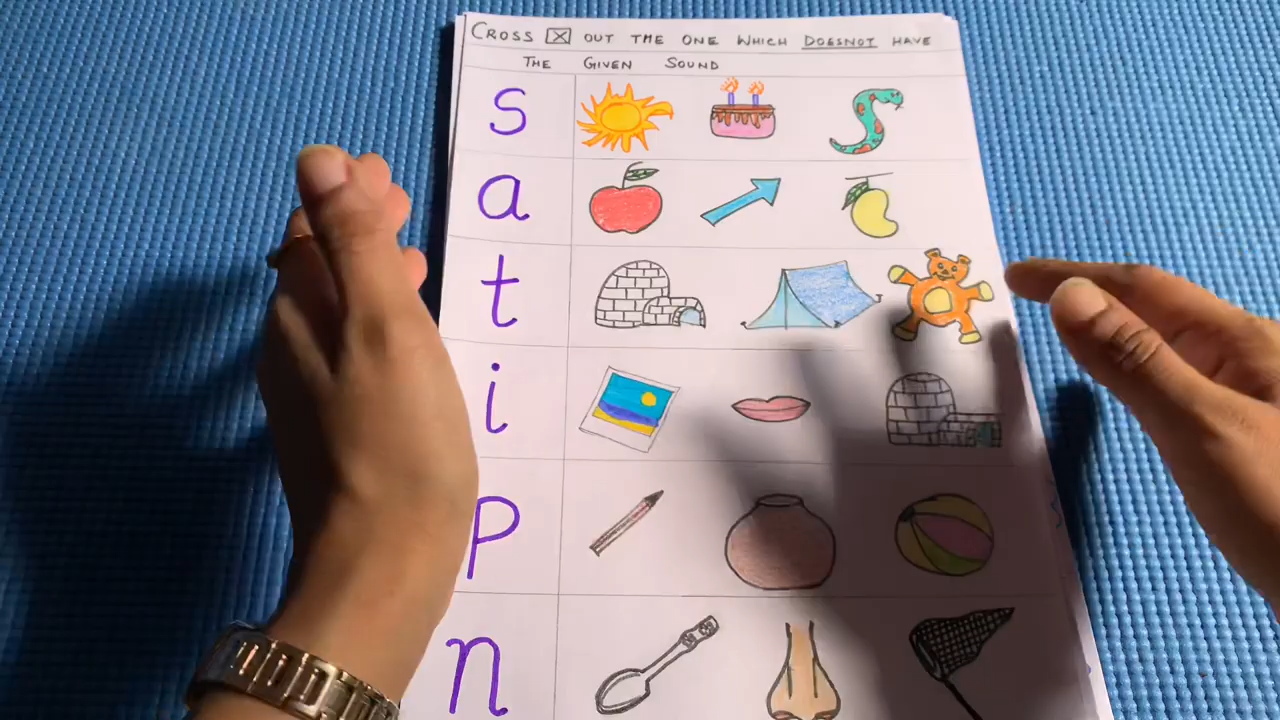 CROSS X OUT THE ONE WHICH DOESNOT HAVE
THE GIVEN SOUND
s
a
t
i
p
n